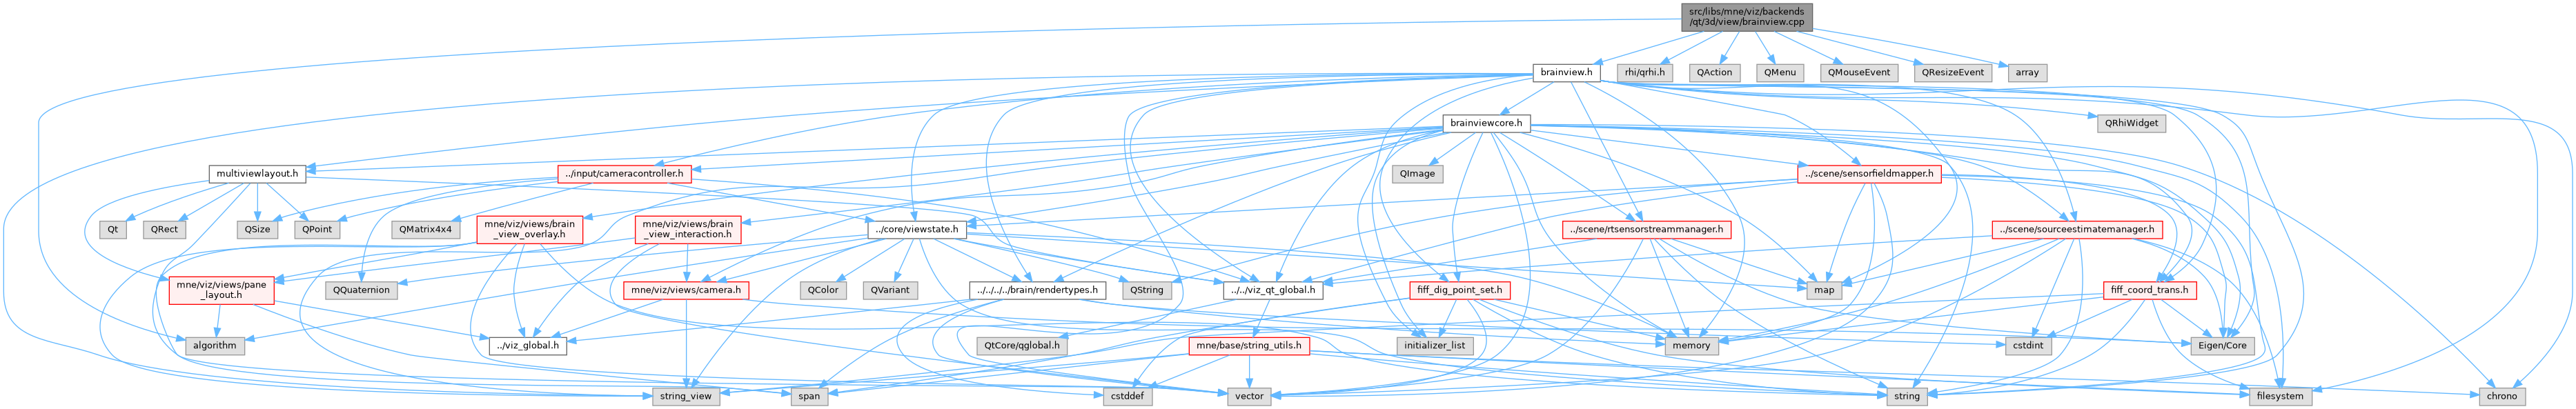 src/libs/mne/viz/backends
/qt/3d/view/brainview.cpp
brainview.h
rhi/qrhi.h
QAction
QMenu
QMouseEvent
QResizeEvent
array
brainviewcore.h
QRhiWidget
multiviewlayout.h
../input/cameracontroller.h
QImage
../scene/sensorfieldmapper.h
Qt
QRect
QSize
QPoint
QMatrix4x4
mne/viz/views/brain
_view_overlay.h
mne/viz/views/brain
_view_interaction.h
../core/viewstate.h
../scene/rtsensorstreammanager.h
../scene/sourceestimatemanager.h
mne/viz/views/pane
_layout.h
QQuaternion
mne/viz/views/camera.h
QColor
QVariant
../../../../brain/rendertypes.h
QString
../../viz_qt_global.h
fiff_dig_point_set.h
map
fiff_coord_trans.h
algorithm
../viz_global.h
QtCore/qglobal.h
mne/base/string_utils.h
initializer_list
memory
cstdint
Eigen/Core
string_view
span
cstddef
vector
string
filesystem
chrono